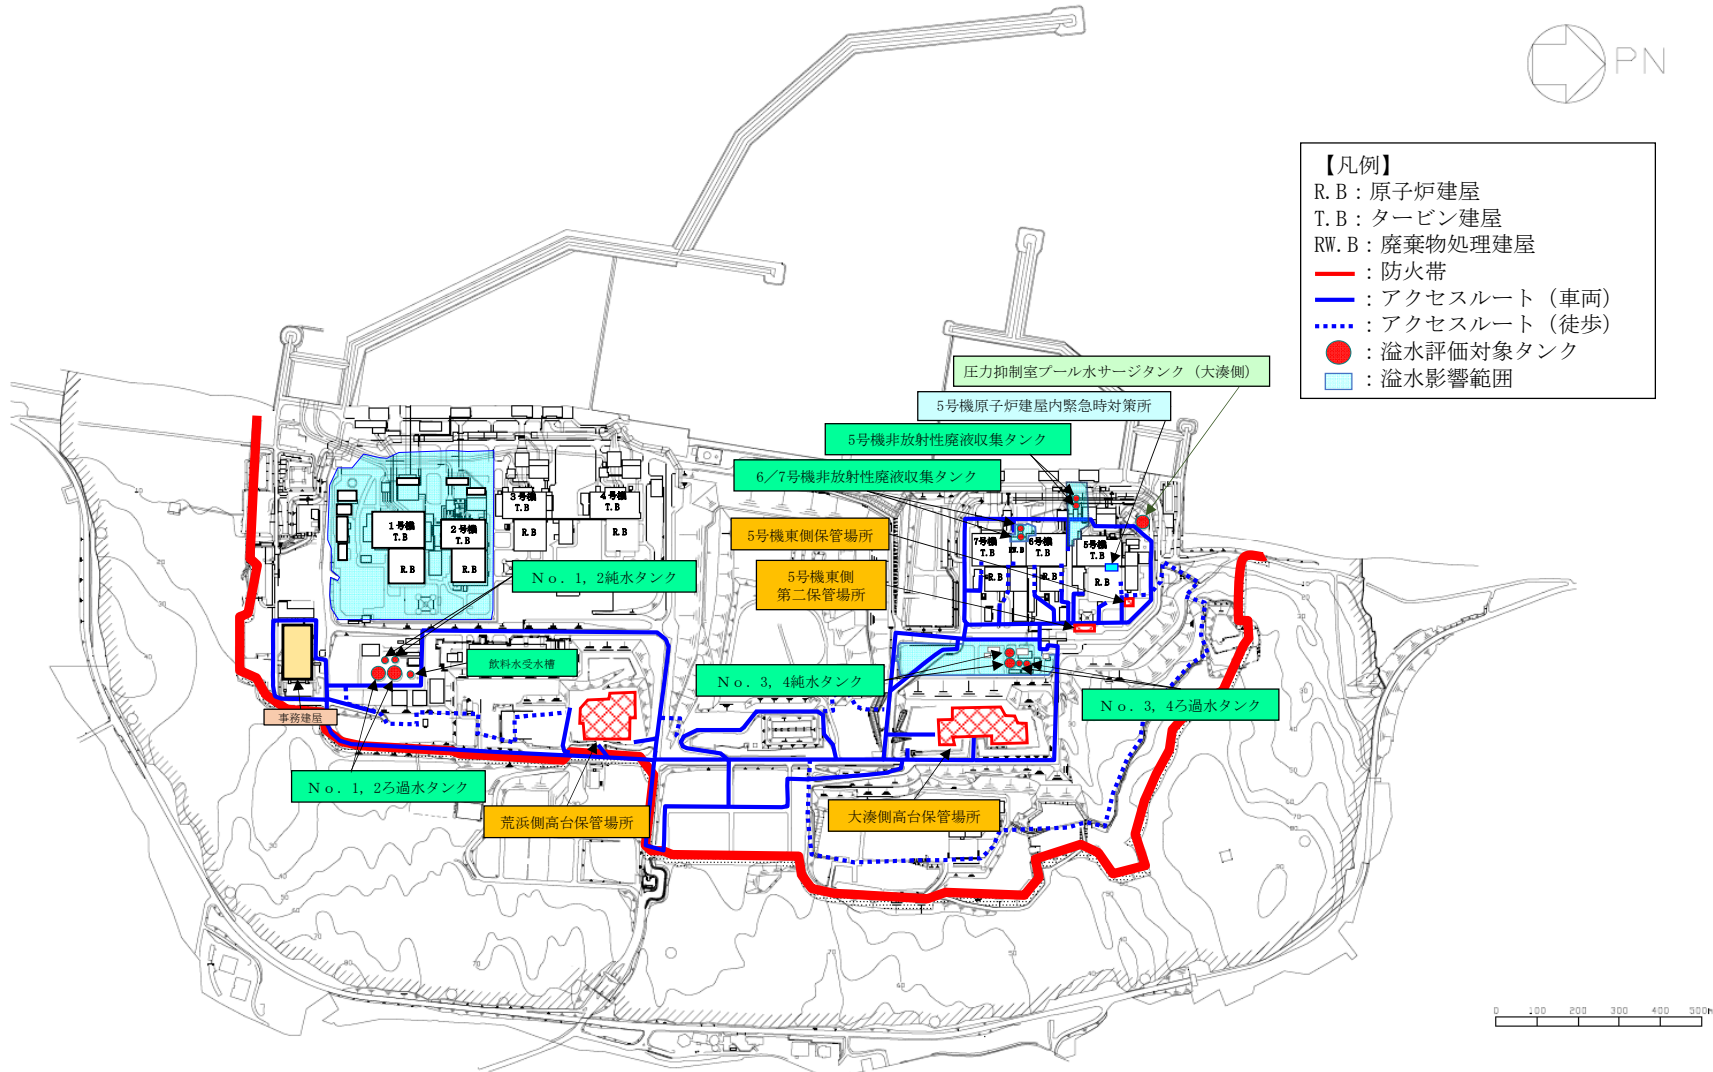 PN
【凡例】
R.B：原子炉建屋
T.B：タービン建屋
RW.B：廃棄物処理建屋
：防火帯
：アクセスルート（車両）
：アクセスルート（徒歩）
：溢水評価対象タンク
：溢水影響範囲
圧力抑制室プール水サージタンク（大湊側）
5号機原子炉建屋内緊急時対策所
5号機非放射性廃液収集タンク
6／7号機非放射性廃液収集タンク
5号機東側保管場所
5号機東側
第二保管場所
1号機
T.B
R.B
2号機
T.B
R.B
3号機
T.B
R.B
4号機
T.B
R.B
7号機
T.B
R.B
RW.B
6号機
T.B
R.B
5号機
T.B
R.B
No．1, 2純水タンク
飲料水受水槽
No．3, 4純水タンク
No．3, 4ろ過水タンク
事務建屋
No．1, 2ろ過水タンク
荒浜側高台保管場所
大湊側高台保管場所
0 100 200 300 400 500m